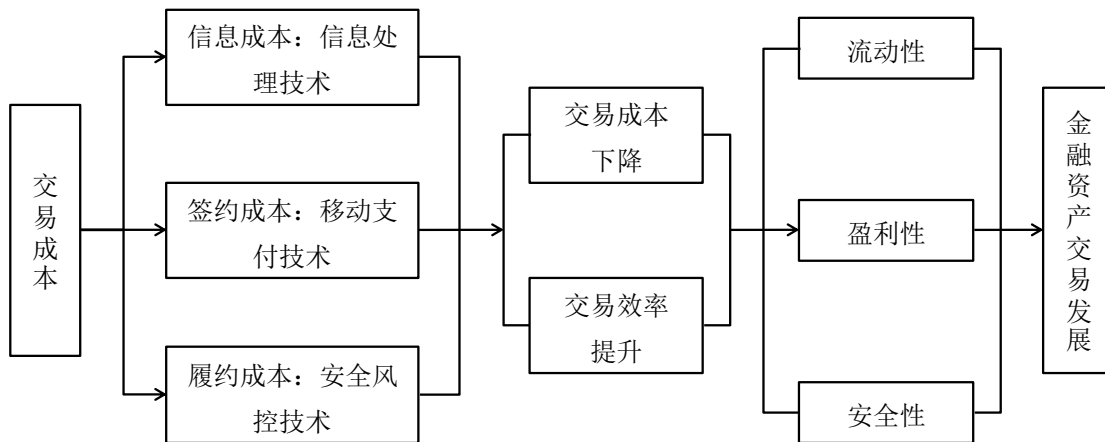 交易成本
信息成本：信息处
理技术
签约成本：移动支
付技术
履约成本：安全风
控技术
交易成本
下降
交易效率
提升
流动性
盈利性
安全性
金融资产交易发展